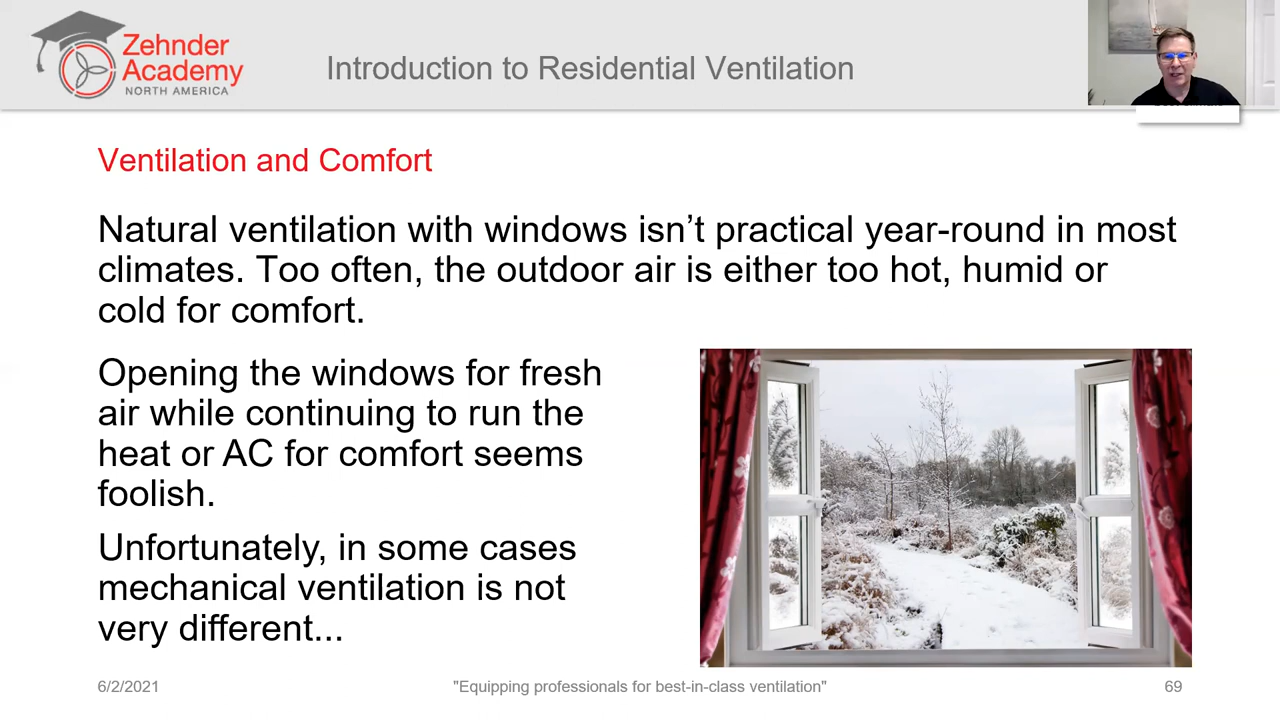 Zehnder
Academy
NORTH AMERICA
Introduction to Residential Ventilation
Ventilation and Comfort
Natural ventilation with windows isn’t practical year-round in most
climates. Too often, the outdoor air is either too hot, humid or
cold for comfort.
Opening the windows for fresh
air while continuing to run the
heat or AC for comfort seems
foolish.
Unfortunately, in some cases
mechanical ventilation is not
very different...
6/2/2021
"Equipping professionals for best-in-class ventilation"
69